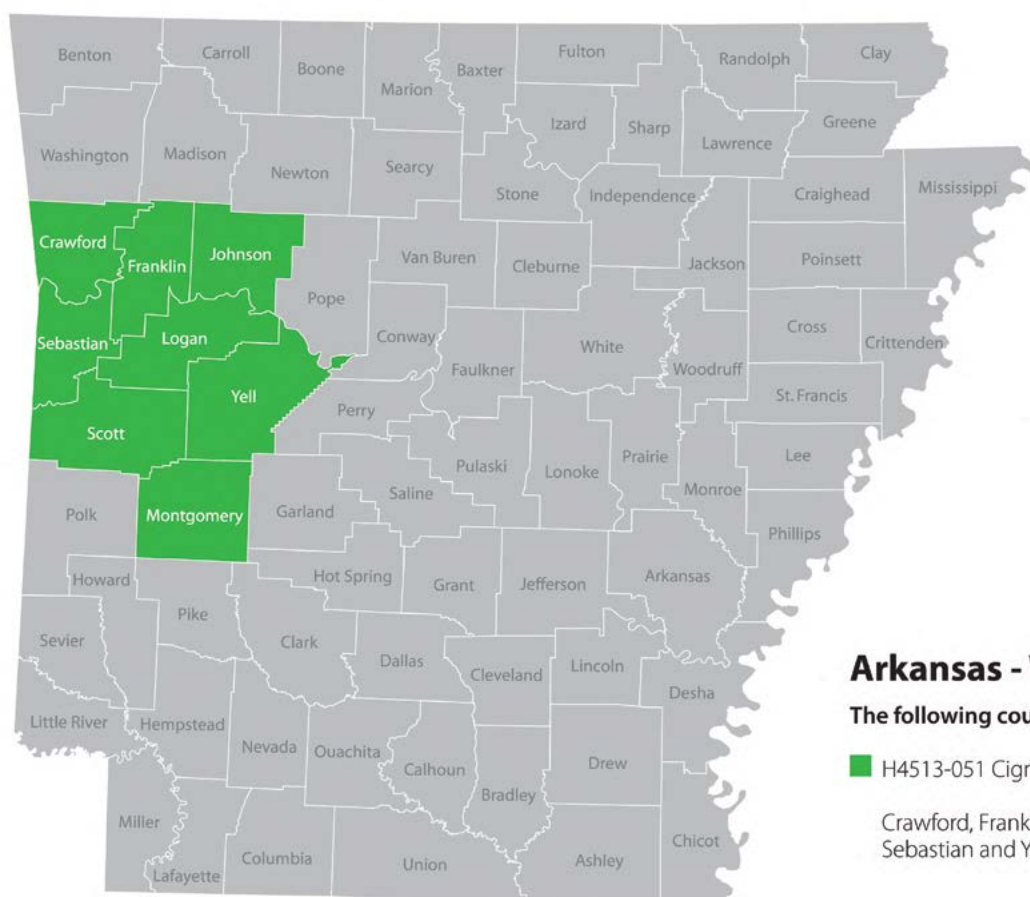 Benton
Carroll
Boone
Marion
Baxter
Fulton
Randolph
Clay
Izard
Sharp
Lawrence
Greene
Washington
Madison
Newton
Searcy
Stone
Independence
Craighead
Mississippi
Crawford
Franklin
Johnson
Pope
Van Buren
Cleburne
Jackson
Poinsett
Sebastian
Logan
Conway
Faulkner
White
Woodruff
Cross
Crittenden
Yell
Perry
St. Francis
Scott
Pulaski
Lonoke
Prairie
Monroe
Lee
Polk
Montgomery
Garland
Saline
Phillips
Howard
Pike
Hot Spring
Grant
Jefferson
Arkansas
Sevier
Clark
Dallas
Cleveland
Lincoln
Desha
Little River
Hempstead
Nevada
Ouachita
Calhoun
Bradley
Drew
Miller
Lafayette
Columbia
Union
Ashley
Chicot
Arkansas -
The following cou
H4513-051 Cigr
Crawford, Frank
Sebastian and Y